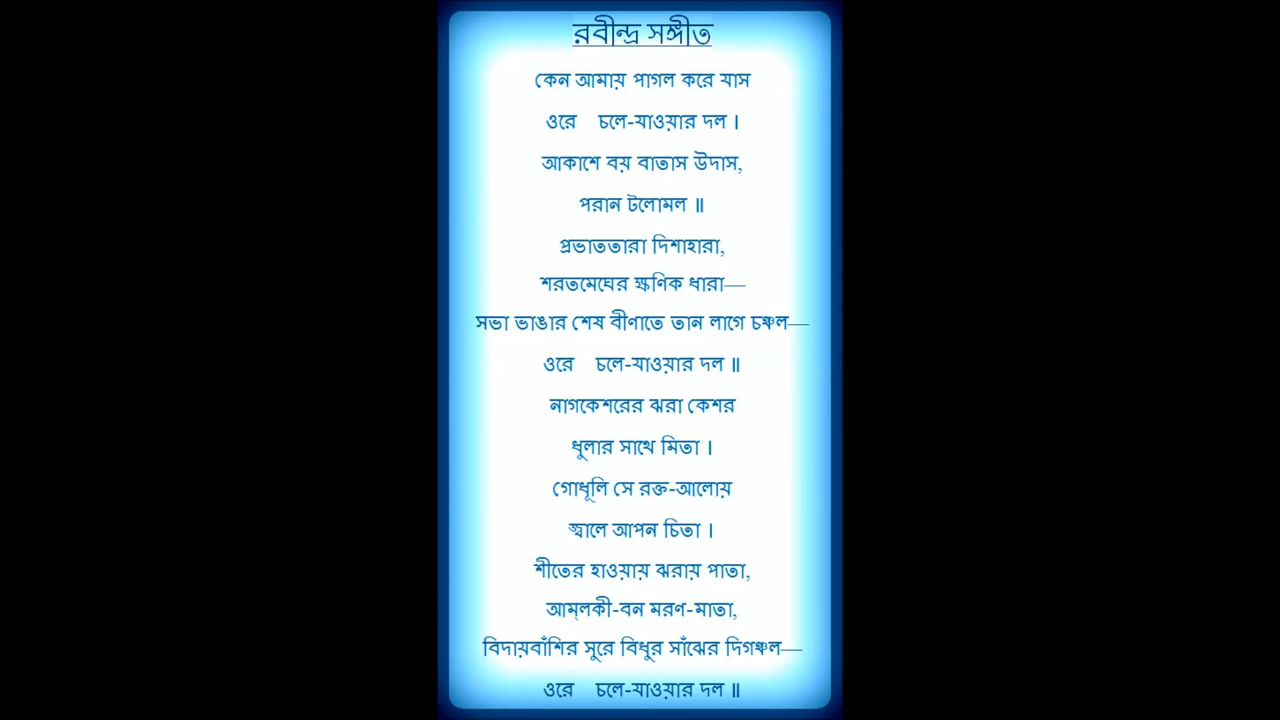 রবীন্দ্র সঙ্গীত
কেন আমায় পাগল করে যাস
ওরে চলে-যাওয়ার দল ।
আকাশে বয় বাতাস উদাস,
পরান টলোমল ॥
প্রভাততারা দিশাহারা,
শরতমেঘের ক্ষণিক ধারা—
সভা ভাঙার শেষ বীণাতে তান লাগে চঞ্চল—
ওরে চলে-যাওয়ার দল ॥
নাগকেশরের ঝরা কেশর
ধুলার সাথে মিতা ।
গোধূলি সে রক্ত-আলোয়
জ্বালে আপন চিতা ।
শীতের হাওয়ায় ঝরায় পাতা,
আম্‌লকী-বন মরণ-মাতা,
বিদায়বাঁশির সুরে বিধুর সাঁঝের দিগঞ্চল—
ওরে চলে-যাওয়ার দল ॥